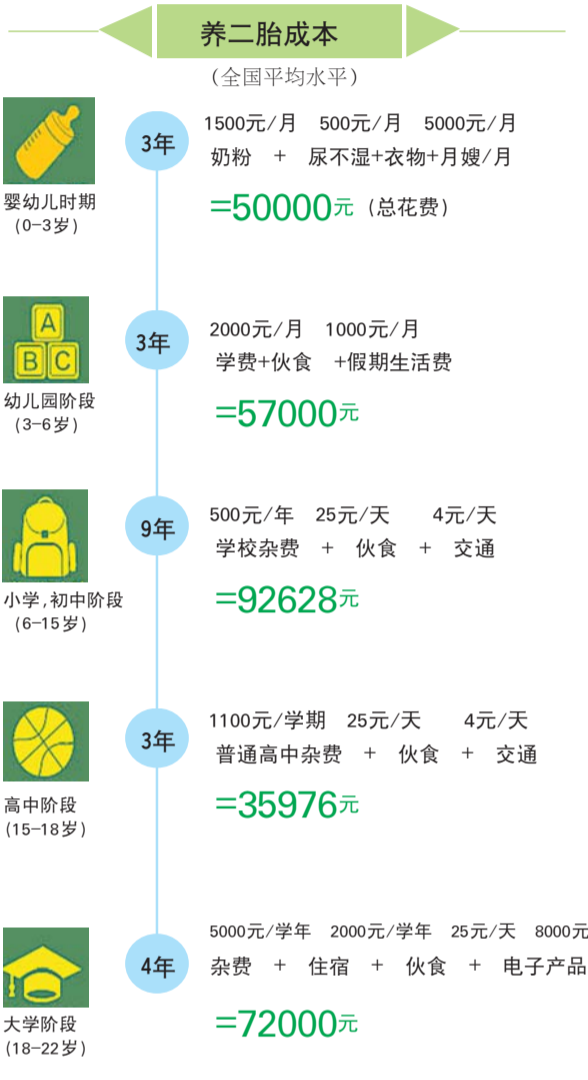 养二胎成本
(全国平均水平)
婴幼儿时期
(0-3岁)
3年
1500元/月 500元/月 5000元/月
奶粉 + 尿不湿+衣物+月嫂/月
=50000元 (总花费)
A
B C
幼儿园阶段
(3-6岁)
3年
2000元/月 1000元/月
学费+伙食 +假期生活费
=57000元
小学,初中阶段
(6-15岁)
9年
500元/年 25元/天 4元/天
学校杂费 + 伙食 + 交通
=92628元
高中阶段
(15-18岁)
3年
1100元/学期 25元/天 4元/天
普通高中杂费 + 伙食 + 交通
=35976元
大学阶段
(18-22岁)
4年
5000元/学年 2000元/学年 25元/天 8000元
杂费 + 住宿 + 伙食 + 电子产品
=72000元